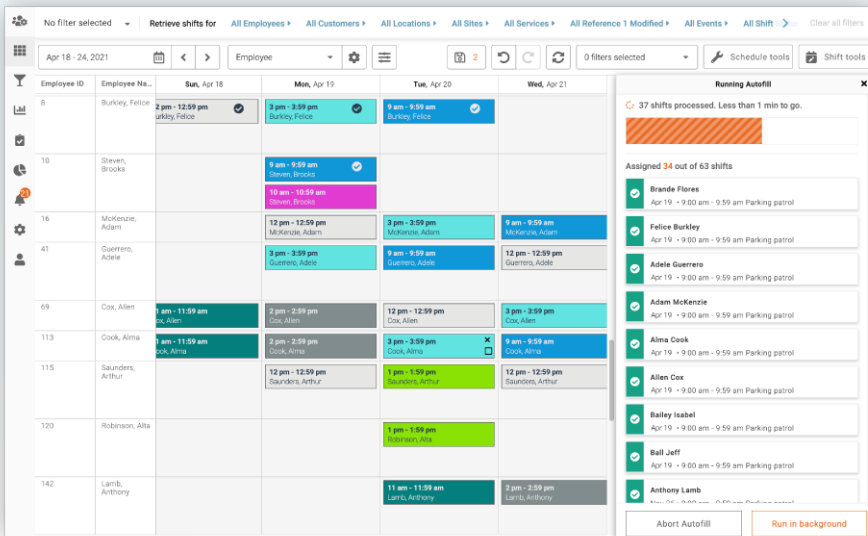 No filter selected
Retrieve shifts for
All Employees
All Customers
All Locations
All Sites
All Services
All Reference 1 Modified
All Events
All Shift
Clear all filters
Apr 18 - 24, 2021
Employee
2
0 filters selected
Schedule tools
Shift tools
21
Employee ID
Employee Na...
Sun, Apr 18
Mon, Apr 19
Tue, Apr 20
Wed, Apr 21
8
Burkley, Felice
2 pm - 12:59 pm
urkley, Felice
3 pm - 3:59 pm
Burkley, Felice
9 am - 9:59 am
Burkley, Felice
10
Steven,
Brooks
9 am - 9:59 am
Steven, Brooks
10 am - 10:59 am
Steven, Brooks
16
McKenzie,
Adam
12 pm - 12:59 pm
McKenzie, Adam
3 pm - 3:59 pm
McKenzie, Adam
9 am - 9:59 am
McKenzie, Adam
41
Guerrero,
Adele
3 pm - 3:59 pm
Guerrero, Adele
9 am - 9:59 am
Guerrero, Adele
12 pm - 12:59 pm
Guerrero, Adele
69
Cox, Allen
1 am - 11:59 am
ox, Allen
2 pm - 2:59 pm
Cox, Allen
12 pm - 12:59 pm
Cox, Allen
3 pm - 3:59 pm
Cox, Allen
113
Cook, Alma
1 am - 11:59 am
ook, Alma
2 pm - 2:59 pm
Cook, Alma
3 pm - 3:59 pm
Cook, Alma
9 am - 9:59 am
Cook, Alma
115
Saunders,
Arthur
12 pm - 12:59 pm
Saunders, Arthur
1 pm - 1:59 pm
Saunders, Arthur
12 pm - 12:59 pm
Saunders, Arthur
120
Robinson, Alta
1 pm - 1:59 pm
Robinson, Alta
142
Lamb,
Anthony
11 am - 11:59 am
Lamb, Anthony
2 pm - 2:59 pm
Lamb, Anthony
Running Autofill
37 shifts processed. Less than 1 min to go.
Assigned 34 out of 63 shifts
Brande Flores
Apr 19 • 9:00 am - 9:59 am Parking patrol
Felice Burkley
Apr 19 • 9:00 am - 9:59 am Parking patrol
Adele Guerrero
Apr 19 • 9:00 am - 9:59 am Parking patrol
Adam McKenzie
Apr 19 • 9:00 am - 9:59 am Parking patrol
Alma Cook
Apr 19 • 9:00 am - 9:59 am Parking patrol
Allen Cox
Apr 19 • 9:00 am - 9:59 am Parking patrol
Bailey Isabel
Apr 19 • 9:00 am - 9:59 am Parking patrol
Ball Jeff
Apr 19 • 9:00 am - 9:59 am Parking patrol
Anthony Lamb
Abort Autofill
Run in background